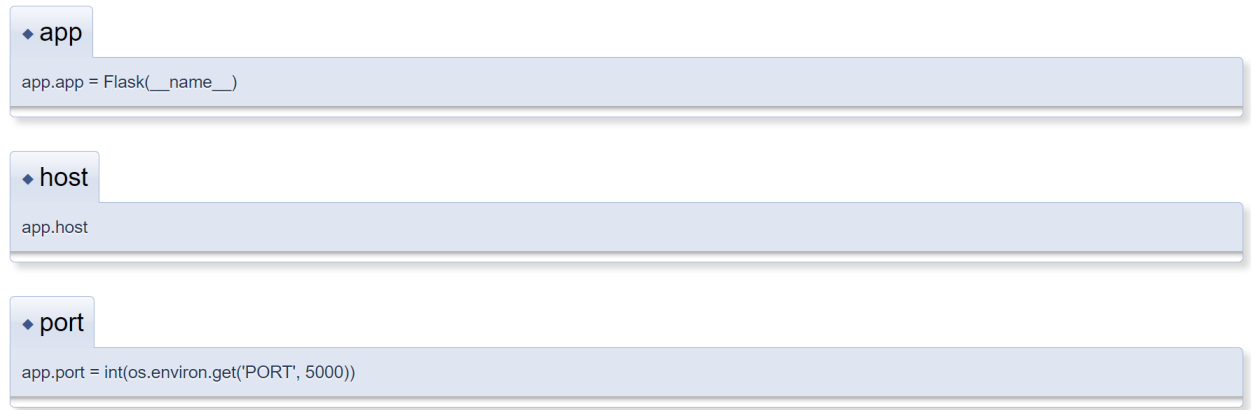 app
app.app = Flask(__name__)
host
app.host
port
app.port = int(os.environ.get('PORT', 5000))